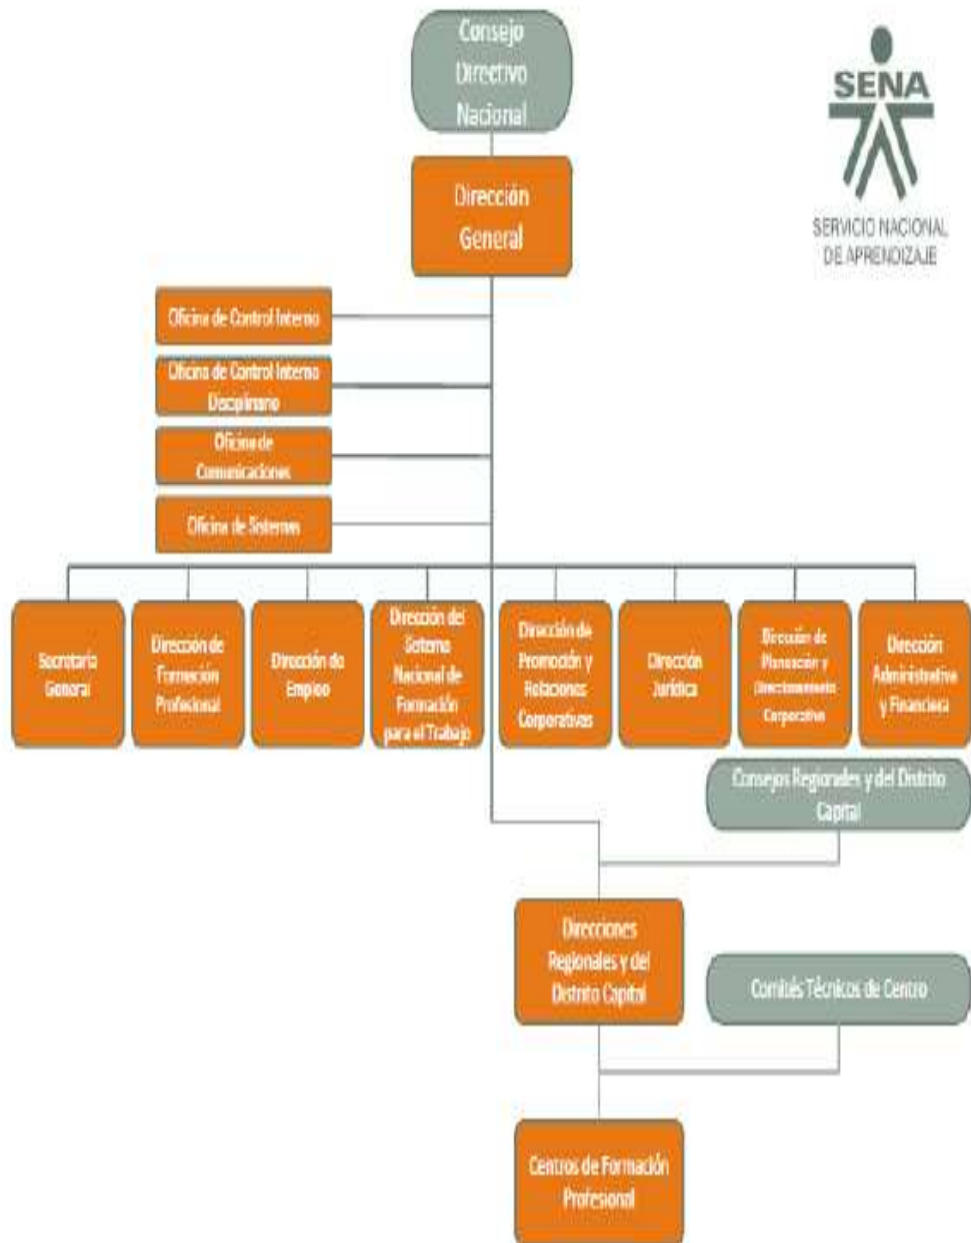 Consejo
Directivo
Nacional
SENA
SERVICIO NACIONAL
DE APRENDIZAJE
Dirección
General
Oficina de Control Interno
Oficina de Control Interno
Disciplinario
Oficina de
Comunicaciones
Oficina de Sistemas
Secretaría
General
Dirección de
Formación
Profesional
Dirección de
Empleo
Dirección del
Sistema
Nacional de
Formación
para el Trabajo
Dirección de
Promoción y
Relaciones
Corporativas
Dirección
Jurídica
Dirección de
Planeación y
Direccionamiento
Corporativo
Dirección
Administrativa
y Financiera
Consejos Regionales y del Distrito
Capital
Direcciones
Regionales y del
Distrito Capital
Comités Técnicos de Centro
Centros de Formación
Profesional